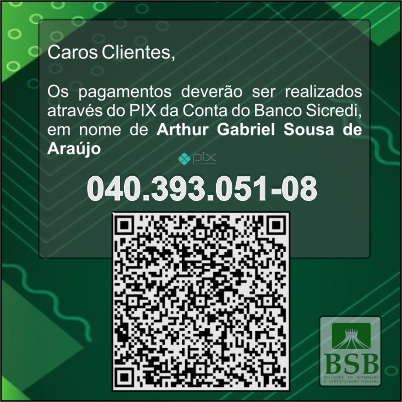 Caros Clientes,
Os pagamentos deverão ser realizados
através do PIX da Conta do Banco Sicredi,
em nome de Arthur Gabriel Sousa de
Araújo
pix
040.393.051-08
BSB